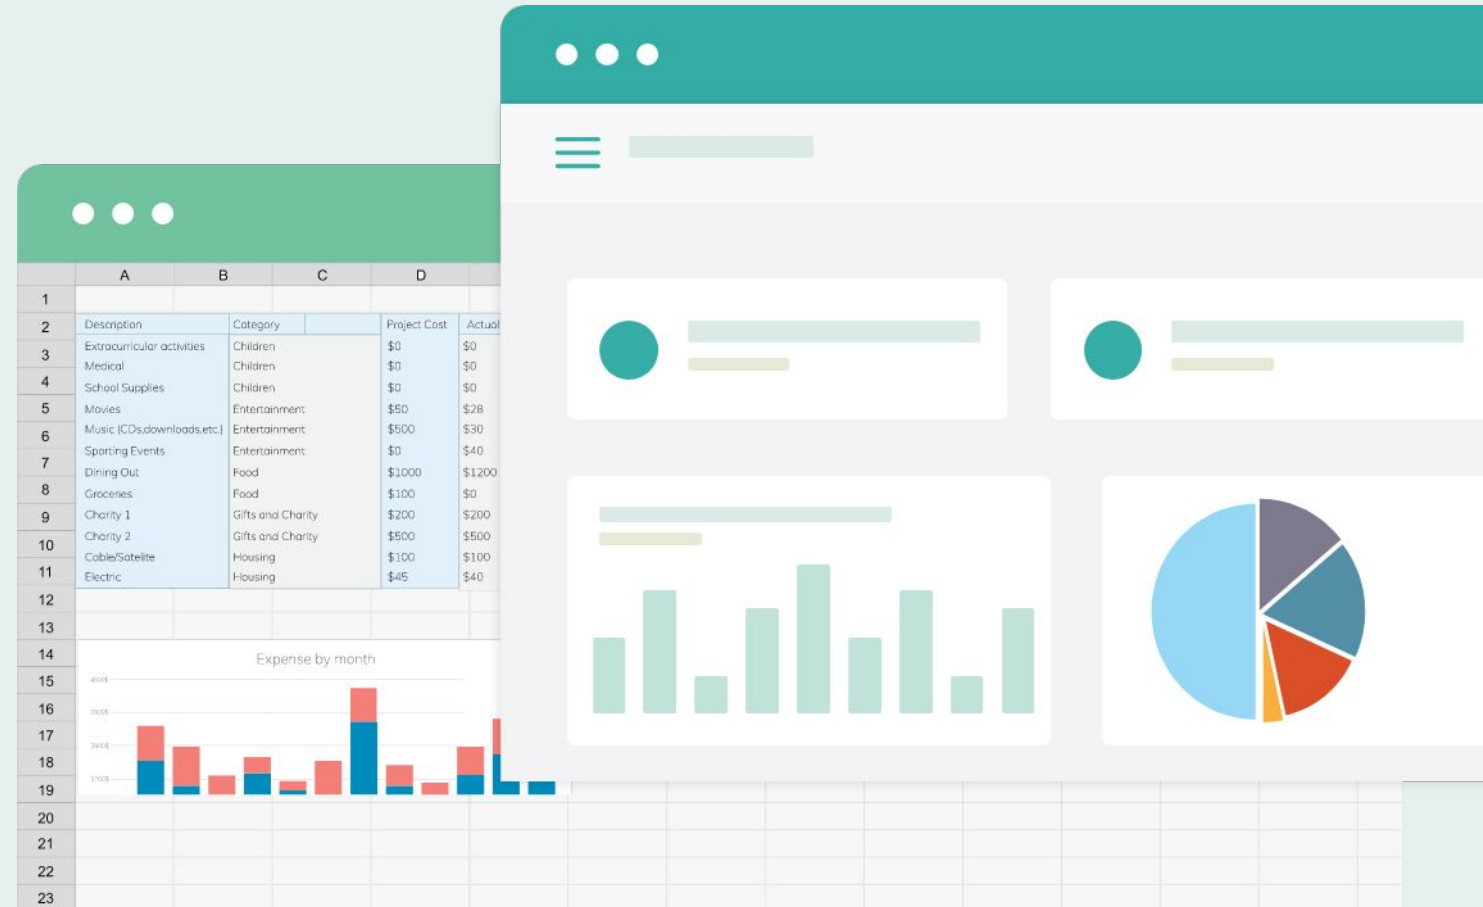 A B C D
1
2 Description Category Project Cost Actual
3 Extracurricular activities Children $0 $0
Medical Children $0 $0
4 School Supplies Children $0 $0
5 Movies Entertainment $50 $28
6 Music (CDs,downloads,etc.) Entertainment $500 $30
7 Sporting Events Entertainment $0 $40
Dining Out Food $1000 $1200
8 Groceries Food $100 $0
9 Charity 1 Gifts and Charity $200 $200
10 Charity 2 Gifts and Charity $500 $500
Cable/Satelite Housing $100 $100
11 Electric Housing $45 $40
12
13
14 Expense by month
15
16
17
18
19
20
21
22
23